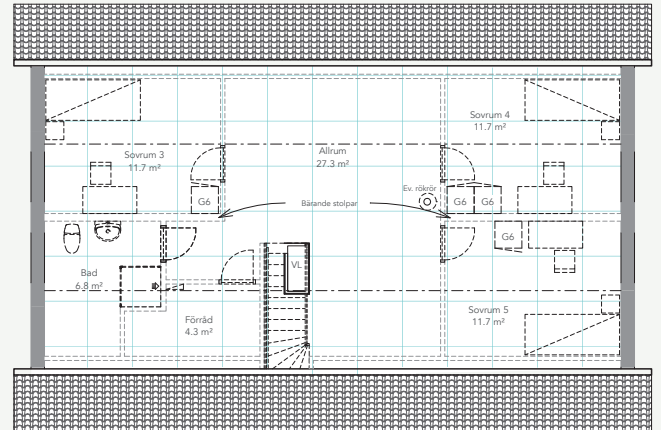 Sovrum 4
11.7 m²
Sovrum 3
11.7 m²
Allrum
27.3 m²
Ev. rökrör
G6
Bärande stolpar
G6
G6
G6
VL
Bad
6.8 m²
Förråd
4.3 m²
Sovrum 5
11.7 m²